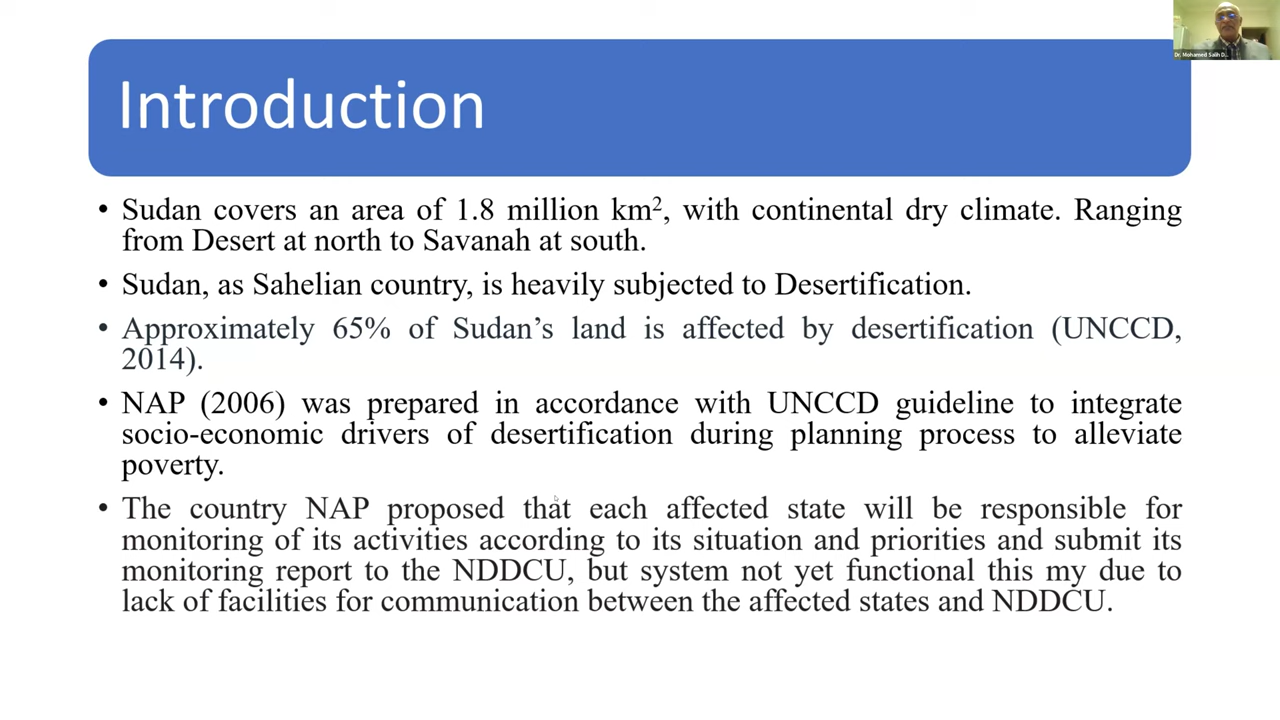 Dr. Mohamed Salih D...
Introduction
• Sudan covers an area of 1.8 million km², with continental dry climate. Ranging
from Desert at north to Savanah at south.
• Sudan, as Sahelian country, is heavily subjected to Desertification.
• Approximately 65% of Sudan’s land is affected by desertification (UNCCD,
2014).
• NAP (2006) was prepared in accordance with UNCCD guideline to integrate
socio-economic drivers of desertification during planning process to alleviate
poverty.
• The country NAP proposed that each affected state will be responsible for
monitoring of its activities according to its situation and priorities and submit its
monitoring report to the NDDCU, but system not yet functional this my due to
lack of facilities for communication between the affected states and NDDCU.